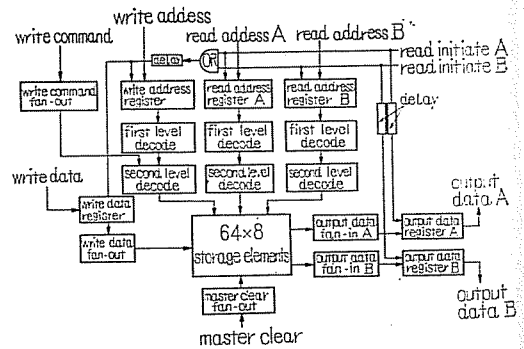 write addess
write command
read addess A
read address B
delay
OR
read initiate A
read initiate B
write command
fan-out
write address
register
read address
register A
read address
register B
delay
first level
decode
first level
decode
first level
decode
second level
decode
second level
decode
second level
decode
write data
write data
register
write data
fan-out
64×8
storage elements
output data
fan-in A
output data
register A
output
data A
output data
fan-in B
output data
register B
output
data B
master clear
fan-out
master clear